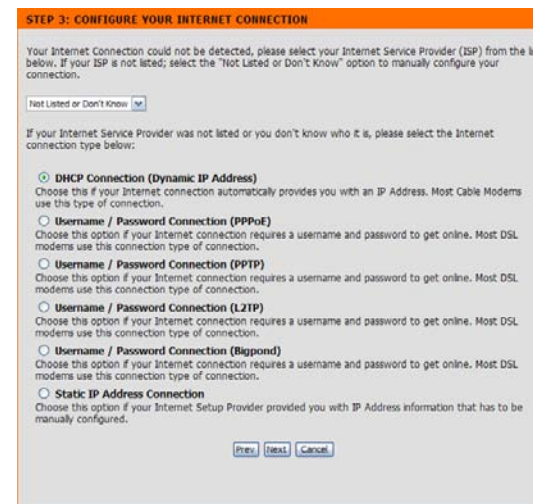 STEP 3: CONFIGURE YOUR INTERNET CONNECTION
Your Internet Connection could not be detected, please select your Internet Service Provider (ISP) from the
below. If your ISP is not listed; select the "Not Listed or Don't Know" option to manually configure your
connection.
Not Listed or Don't Know
If your Internet Service Provider was not listed or you don't know who it is, please select the Internet
connection type below:
DHCP Connection (Dynamic IP Address)
Choose this if your Internet connection automatically provides you with an IP Address. Most Cable Modems
use this type of connection.
Username / Password Connection (PPPoE)
Choose this option if your Internet connection requires a username and password to get online. Most DSL
modems use this connection type of connection.
Username / Password Connection (PPTP)
Choose this option if your Internet connection requires a username and password to get online. Most DSL
modems use this connection type of connection.
Username / Password Connection (L2TP)
Choose this option if your Internet connection requires a username and password to get online. Most DSL
modems use this connection type of connection.
Username / Password Connection (Bigpond)
Choose this option if your Internet connection requires a username and password to get online. Most DSL
modems use this connection type of connection.
Static IP Address Connection
Choose this option if your Internet Setup Provider provided you with IP Address information that has to be
manually configured.
Prev Next Cancel